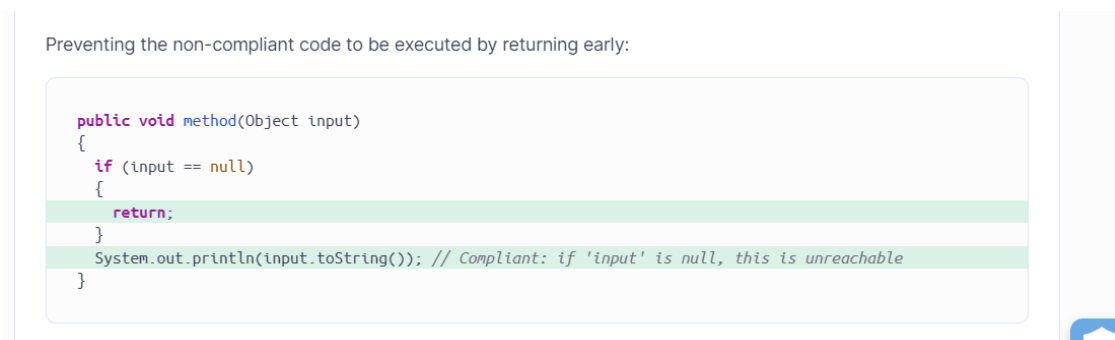 Preventing the non-compliant code to be executed by returning early:
public void method(Object input)
{
  if (input == null)
  {
    return;
  }
  System.out.println(input.toString()); // Compliant: if 'input' is null, this is unreachable
}